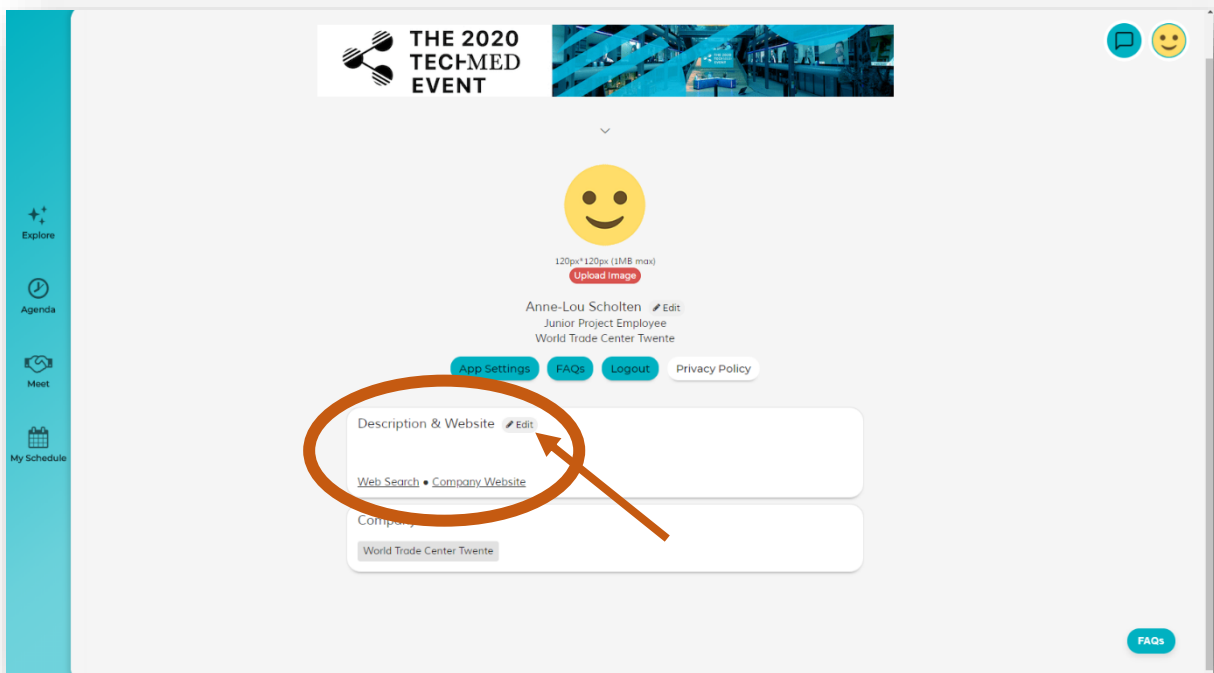 THE 2020
TECHMED
EVENT
Explore
Agenda
Meet
My Schedule
120px*120px (1MB max)
Upload Image
Anne-Lou Scholten Edit
Junior Project Employee
World Trade Center Twente
App Settings FAQs Logout Privacy Policy
Description & Website Edit
Web Search • Company Website
Company
World Trade Center Twente
FAQs